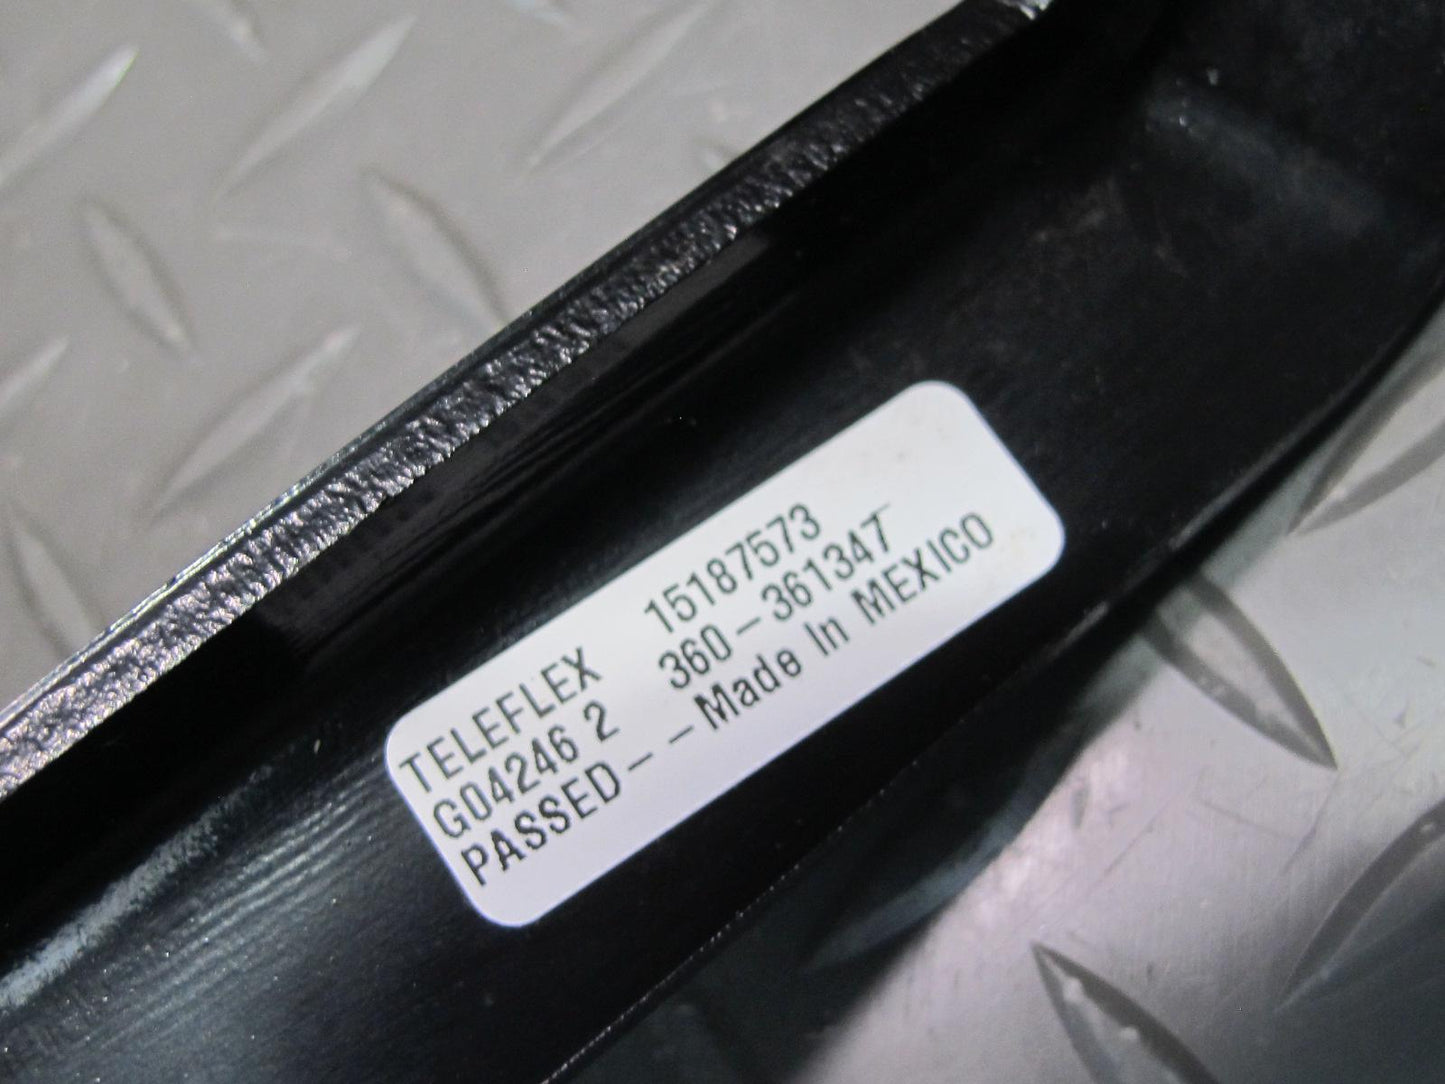 TELEFLEX 15187573
G04246 2 360-361347
PASSED--Made In MEXICO